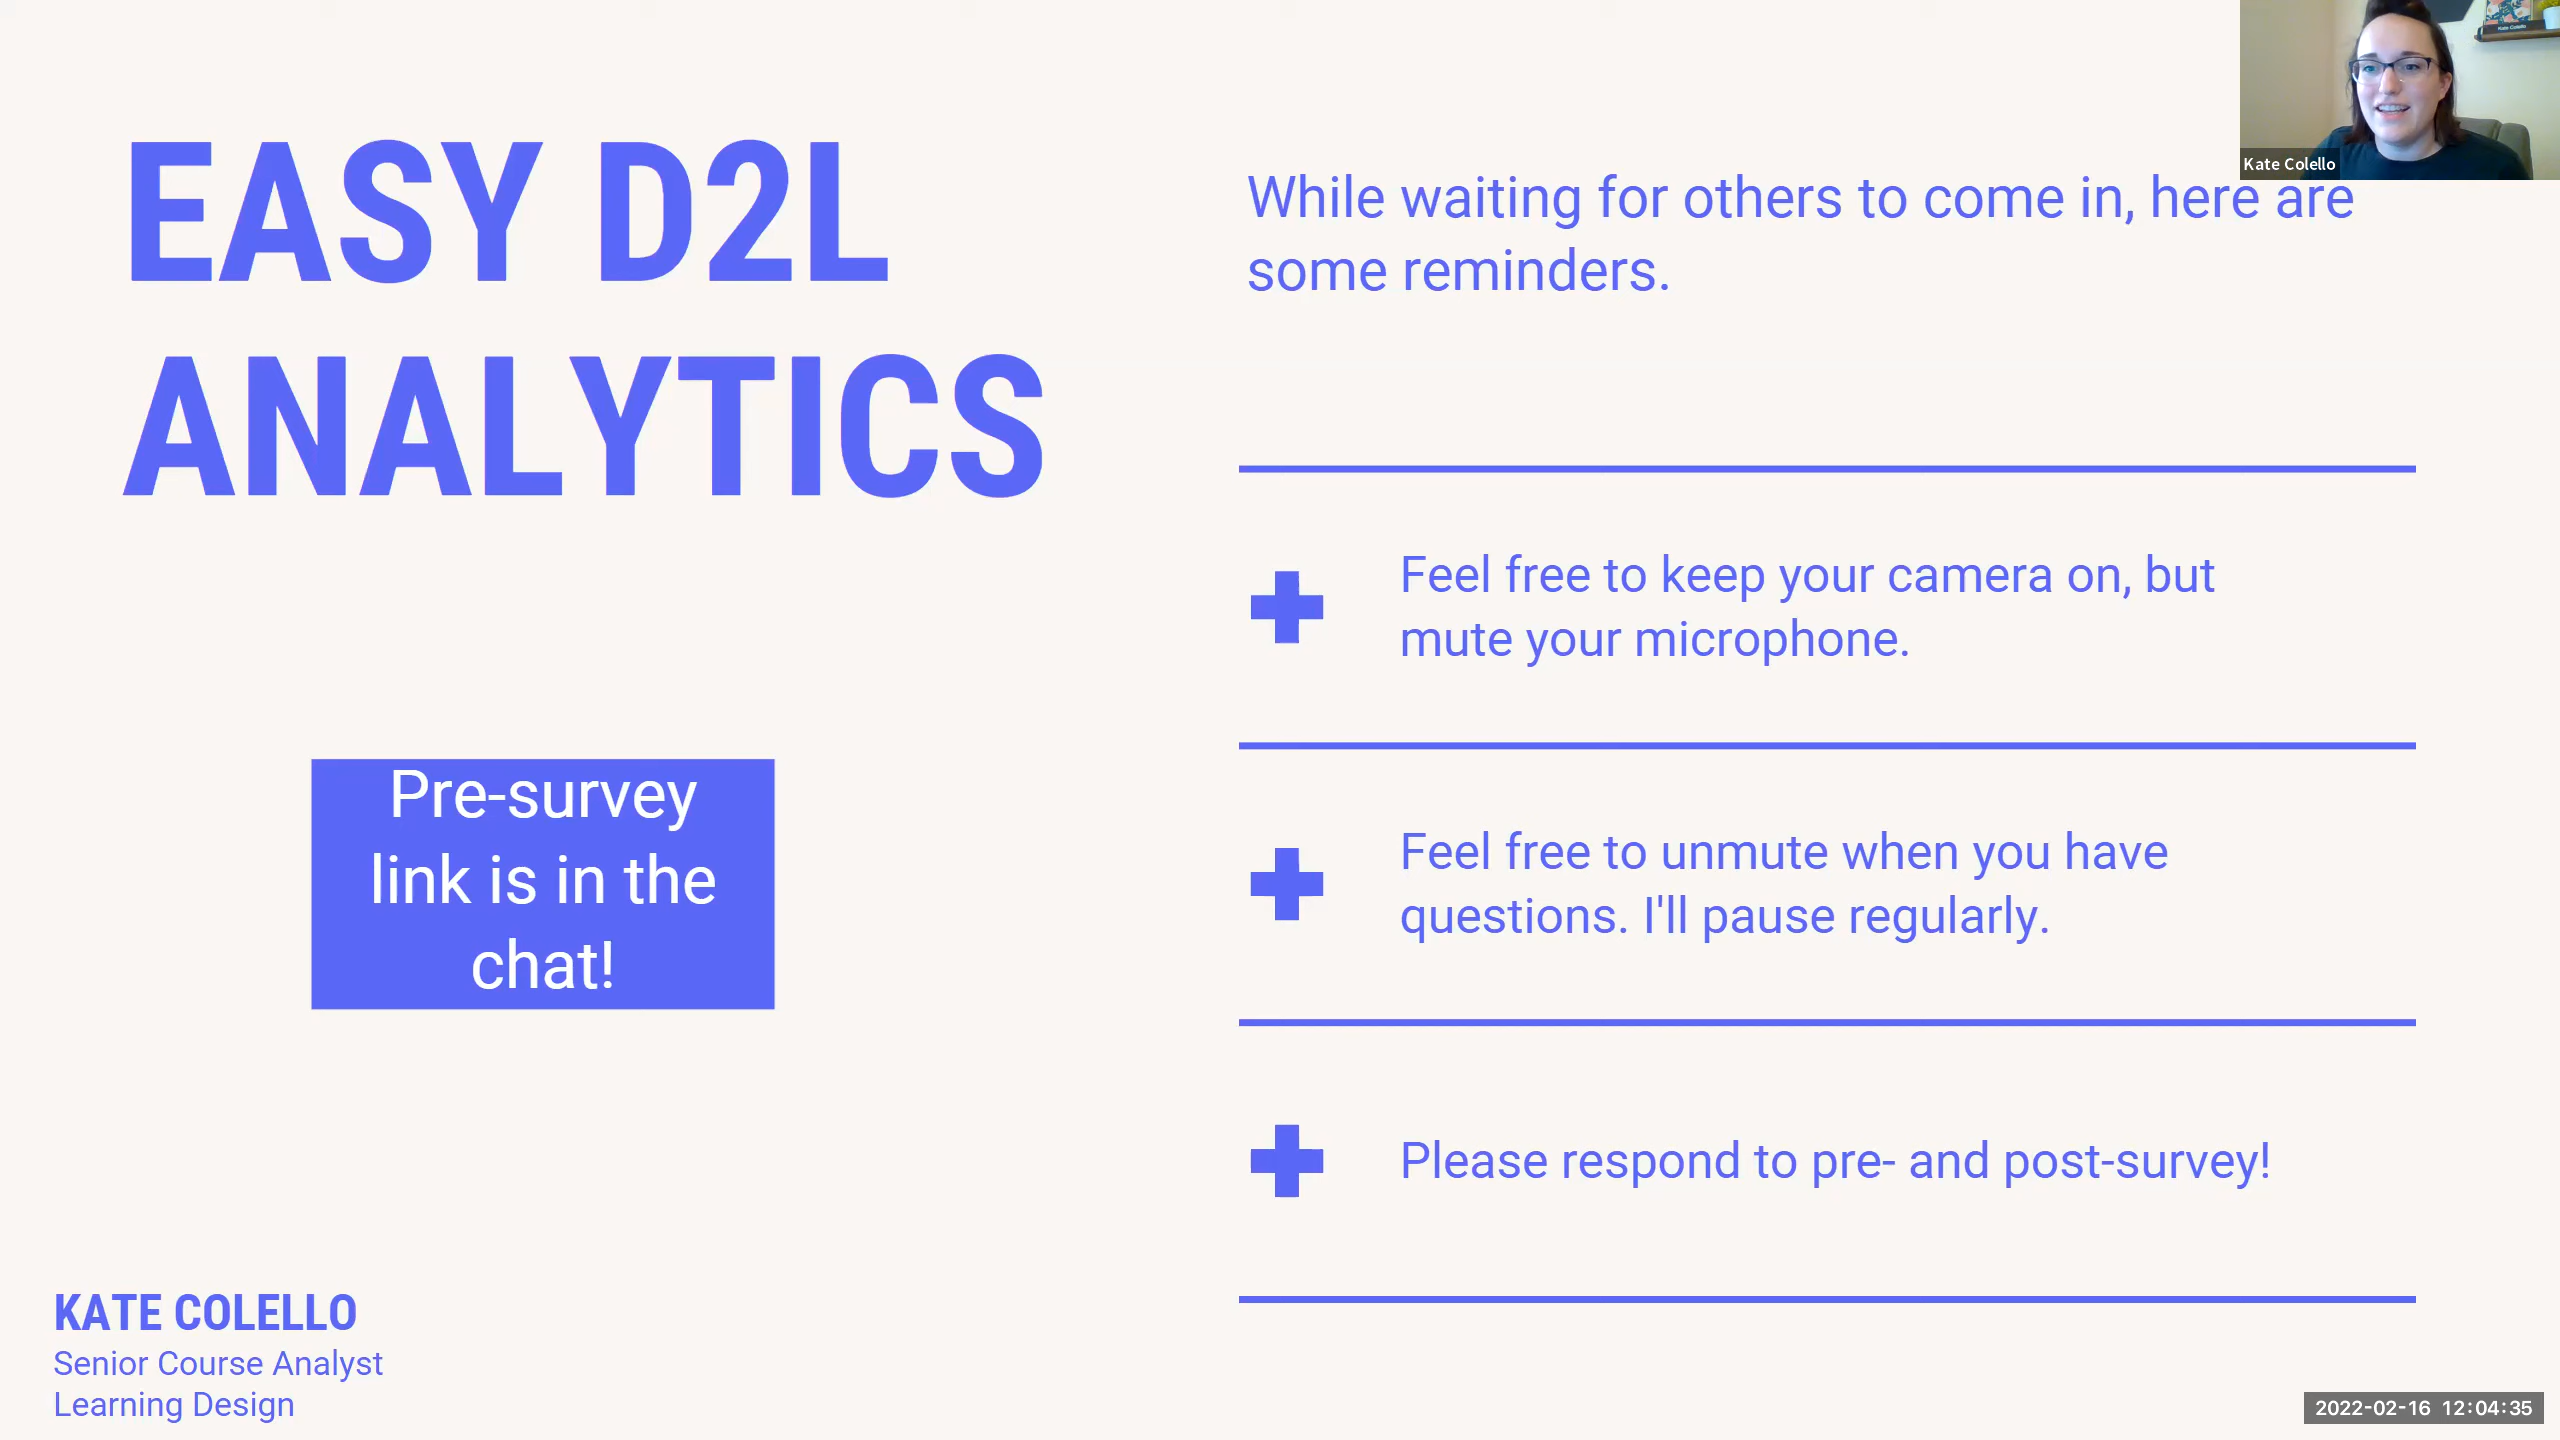 EASY D2L
ANALYTICS
Pre-survey
link is in the
chat!
KATE COLELLO
Senior Course Analyst
Learning Design
While waiting for others to come in, here are
some reminders.
Feel free to keep your camera on, but
mute your microphone.
Feel free to unmute when you have
questions. I'll pause regularly.
Please respond to pre- and post-survey!
Kate Colello
2022-02-16 12:04:35